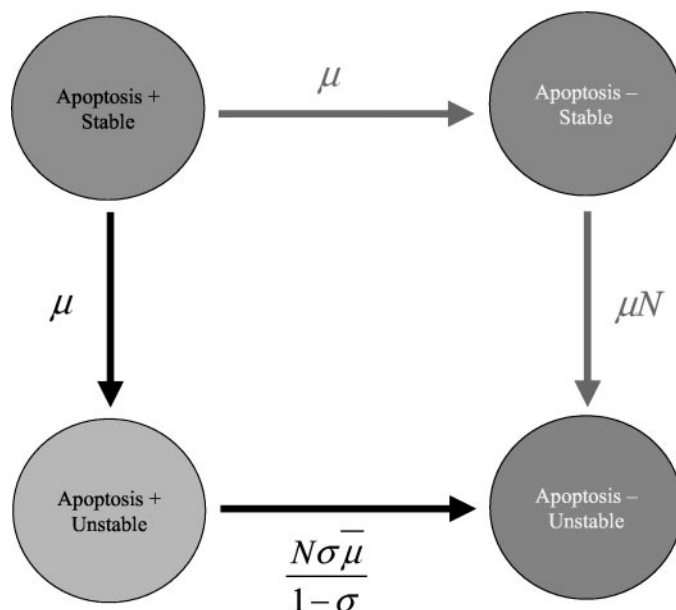 Apoptosis +
Stable
μ
Apoptosis –
Stable
μ
μN
Apoptosis +
Unstable
Nσμ̅
1−σ
Apoptosis –
Unstable